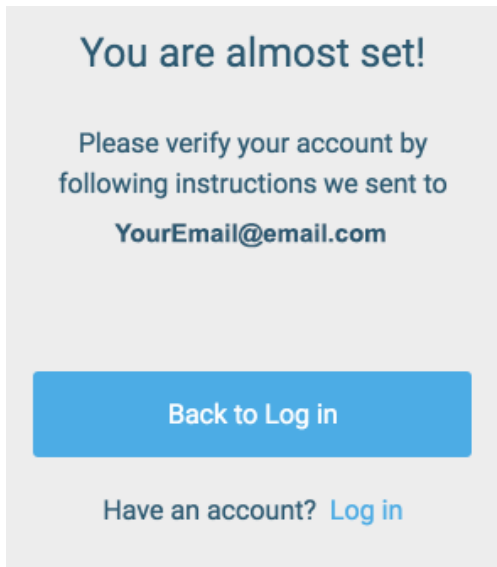 You are almost set!
Please verify your account by
following instructions we sent to
YourEmail@email.com
Back to Log in
Have an account? Log in